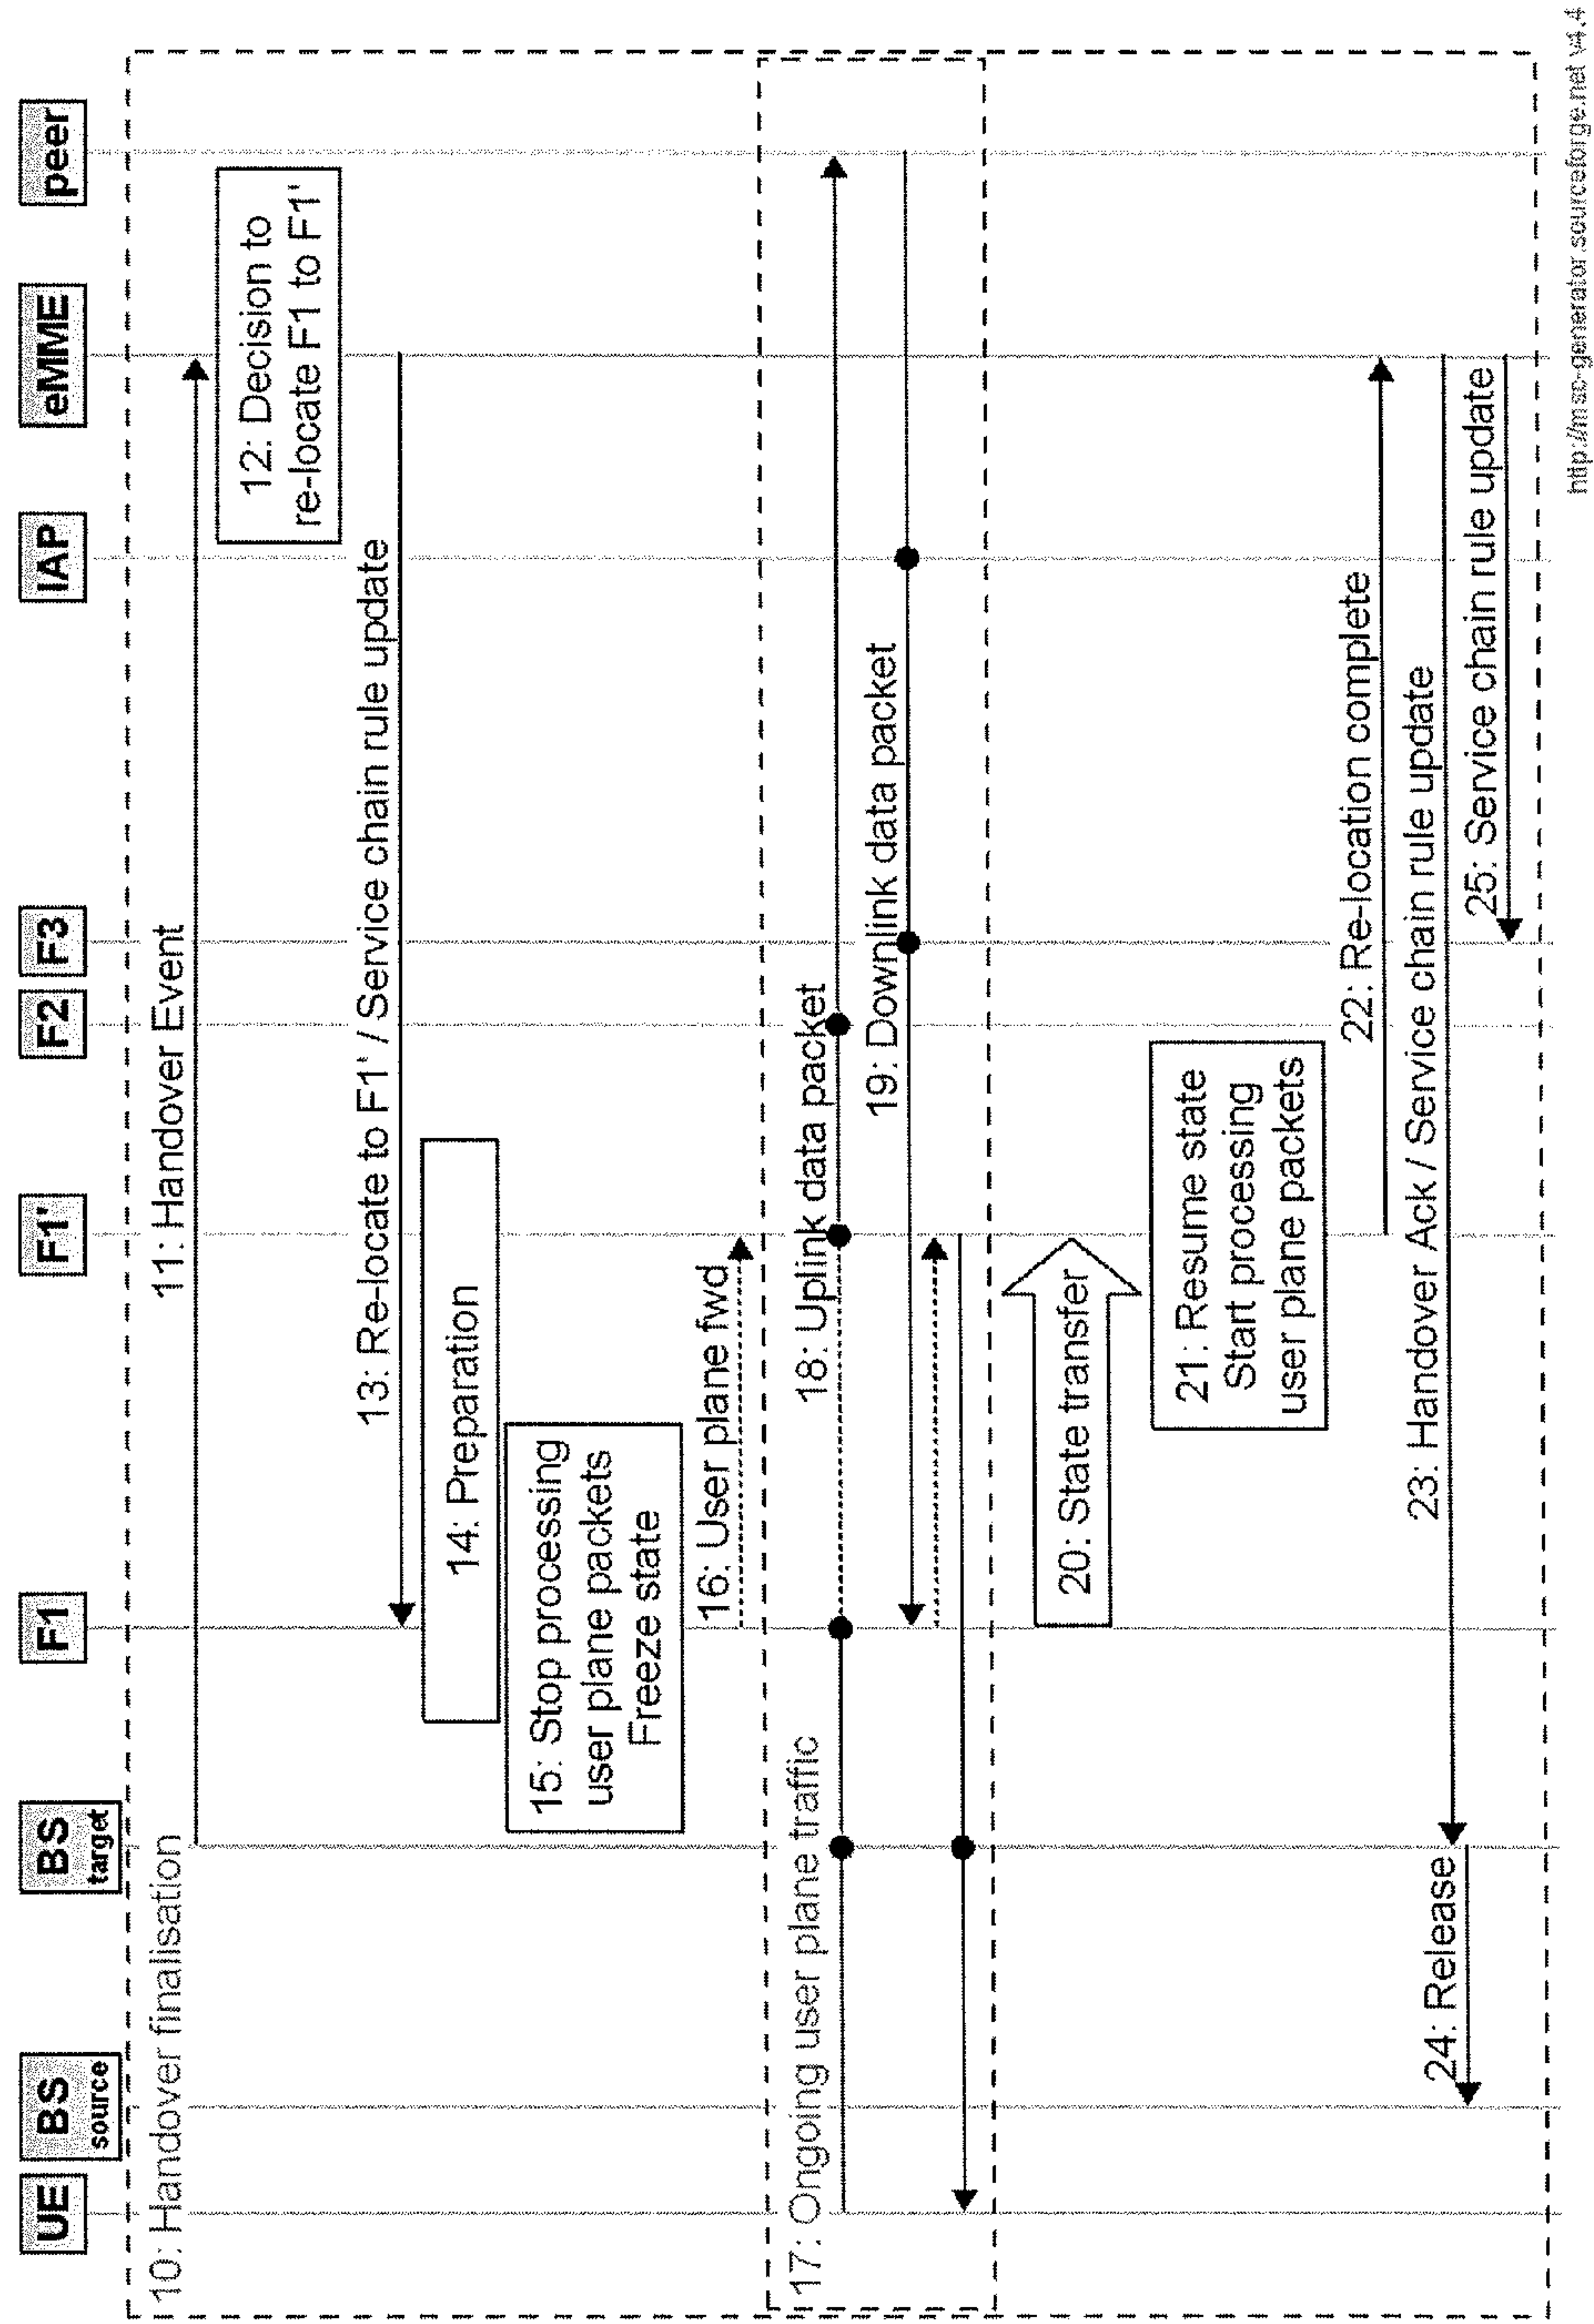 UE
BS
source
BS
target
F1
F1'
F2
F3
IAP
eMME
peer
10: Handover finalisation
11: Handover Event
12: Decision to
re-locate F1 to F1'
13: Re-locate to F1' / Service chain rule update
14: Preparation
15: Stop processing
user plane packets
Freeze state
16: User plane fwd
17: Ongoing user plane traffic
18: Uplink data packet
19: Downlink data packet
20: State transfer
21: Resume state
Start processing
user plane packets
22: Re-location complete
23: Handover Ack / Service chain rule update
24: Release
25: Service chain rule update
http://msc-generator.sourceforge.net v4.4